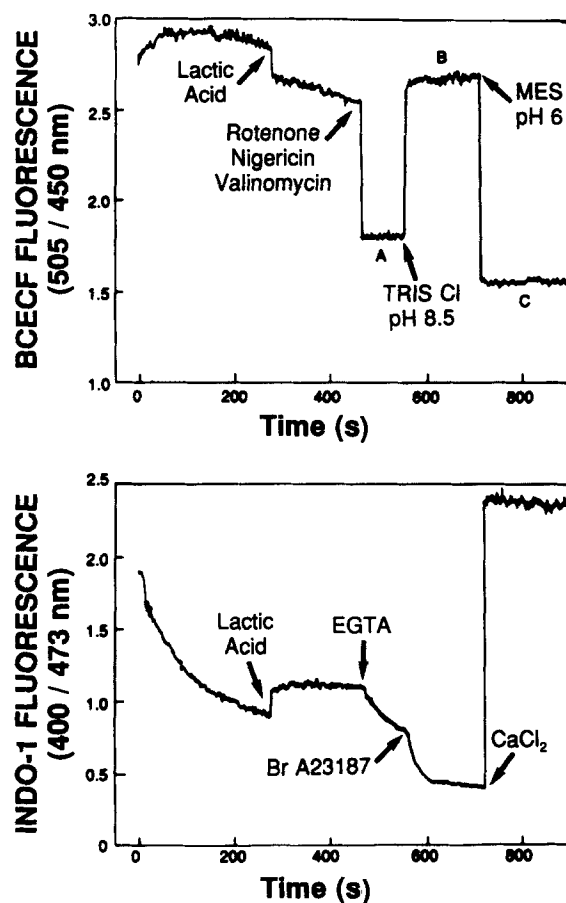 BCECF FLUORESCENCE
(505 / 450 nm)
3.0
2.5
2.0
1.5
1.0
Lactic
Acid
Rotenone
Nigericin
Valinomycin
A
B
TRIS Cl
pH 8.5
MES
pH 6
C
0
200
400
600
800
Time (s)
INDO-1 FLUORESCENCE
(400 / 473 nm)
2.5
2.0
1.5
1.0
0.5
0
Lactic
Acid
EGTA
Br A23187
CaCl₂
0
200
400
600
800
Time (s)